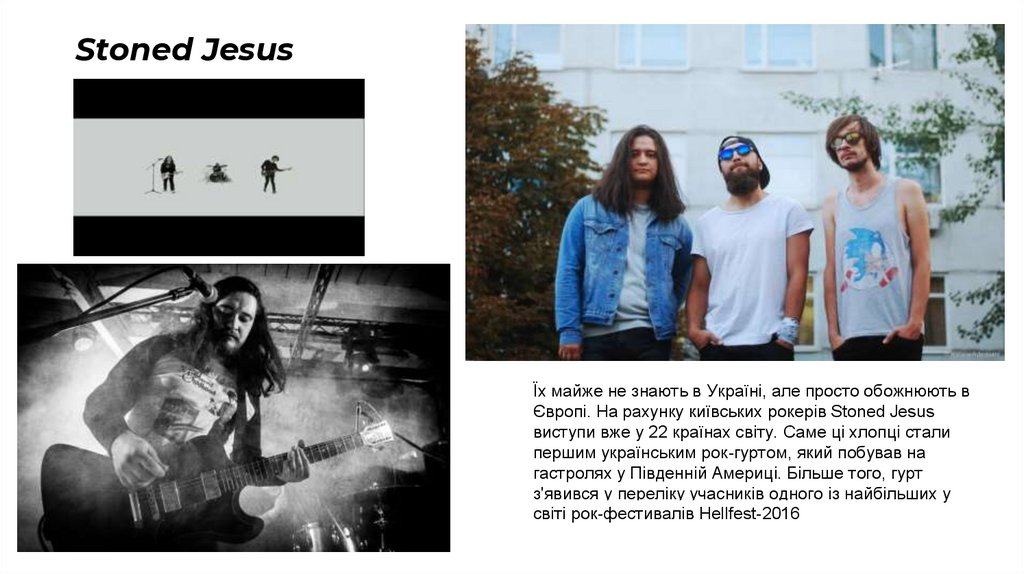 Stoned Jesus
Їх майже не знають в Україні, але просто обожнюють в
Європі. На рахунку київських рокерів Stoned Jesus
виступи вже у 22 країнах світу. Саме ці хлопці стали
першим українським рок-гуртом, який побував на
гастролях у Південній Америці. Більше того, гурт
з'явився у переліку учасників одного із найбільших у
світі рок-фестивалів Hellfest-2016